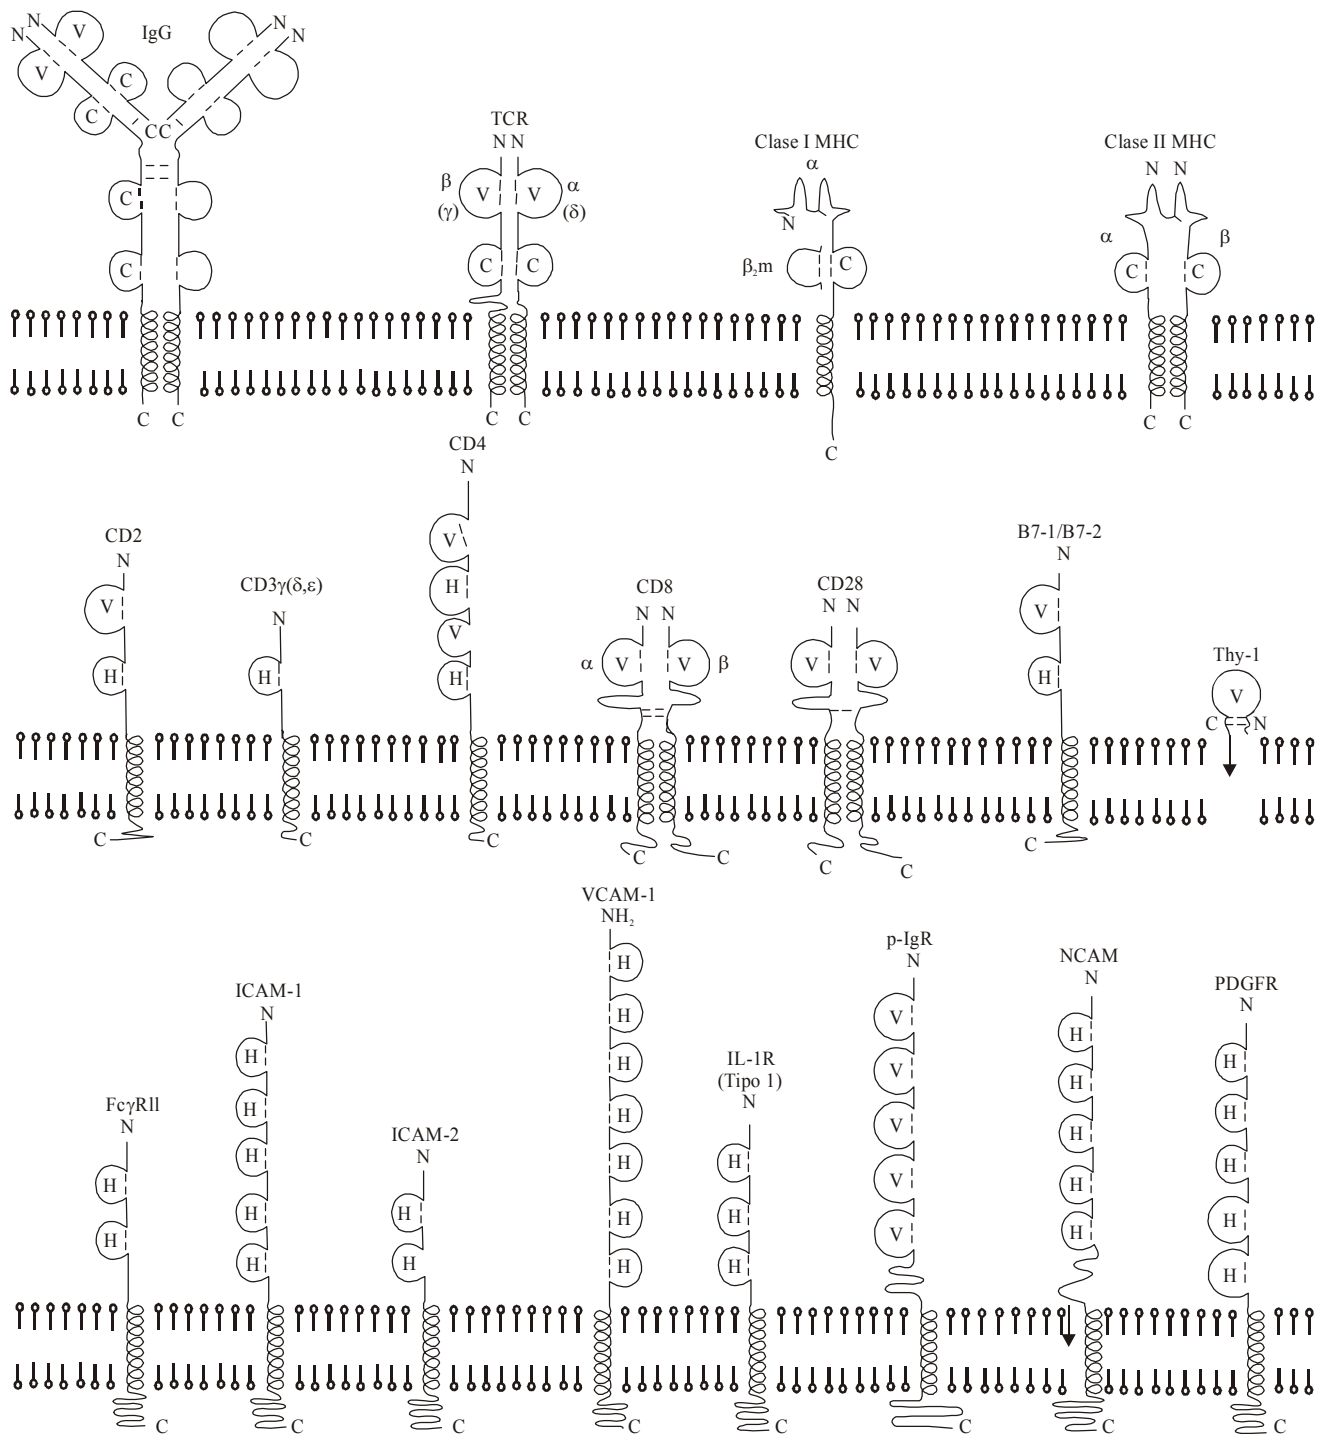 IgG
N N
N N
V
V
C
C
C C
C
C
C C
TCR
N N
β (γ)
V V
α (δ)
C C
C C
Clase I MHC
α
N
β₂m
C
C
Clase II MHC
N N
α
β
C C
C C
CD2
N
V
H
C
CD3γ(δ,ε)
N
H
C
CD4
N
V
H
V
H
C
CD8
N N
α
V V
β
C C
CD28
N N
V V
C C
B7-1/B7-2
N
V
H
C
Thy-1
V
C N
FcγRll
N
H
H
C
ICAM-1
N
H
H
H
H
H
C
ICAM-2
N
H
H
C
VCAM-1
NH₂
H
H
H
H
H
H
H
C
IL-1R
(Tipo 1)
N
H
H
H
C
p-IgR
N
V
V
V
V
V
C
NCAM
N
H
H
H
H
H
C
PDGFR
N
H
H
H
H
H
C